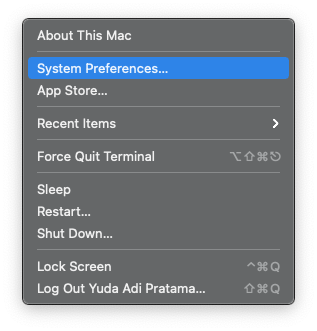 About This Mac
System Preferences...
App Store...
Recent Items
Force Quit Terminal ⌥⇧⌘⎋
Sleep
Restart...
Shut Down...
Lock Screen ^⌘Q
Log Out Yuda Adi Pratama... ⇧⌘Q